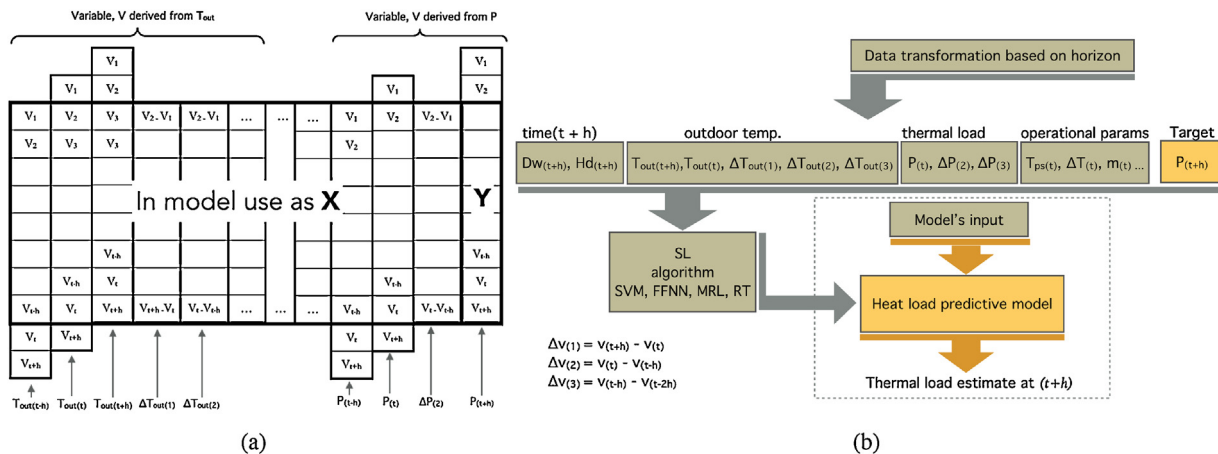 Variable, V derived from Tout
Variable, V derived from P
V1 V1
V1 V2 V1 V2
V1 V2 V3 V2-V1 V2-V1 ... ... ... V1 V2 V2-V1
V2 V3 V3 V2
In model use as X Y
Vt-h Vt-h
Vt-h Vt Vt-h Vt
Vt-h Vt Vt+h Vt+h-Vt Vt-Vt-h ... ... ... Vt-h Vt Vt-Vt-h Vt+h
Vt Vt+h Vt Vt+h
Vt+h Vt+h
Tout(t-h) Tout(t) Tout(t+h) ΔTout(1) ΔTout(2) P(t-h) P(t) ΔP(2) P(t+h)
(a)
Data transformation based on horizon
time(t + h) outdoor temp. thermal load operational params Target
Dw(t+h), Hd(t+h) Tout(t+h),Tout(t), ΔTout(1), ΔTout(2), ΔTout(3) P(t), ΔP(2), ΔP(3) Tps(t), ΔT(t), m(t) ... P(t+h)
SL
algorithm
SVM, FFNN, MRL, RT
Model's input
Heat load predictive model
Thermal load estimate at (t+h)
Δv(1) = v(t+h) - v(t)
Δv(2) = v(t) - v(t-h)
Δv(3) = v(t-h) - v(t-2h)
(b)